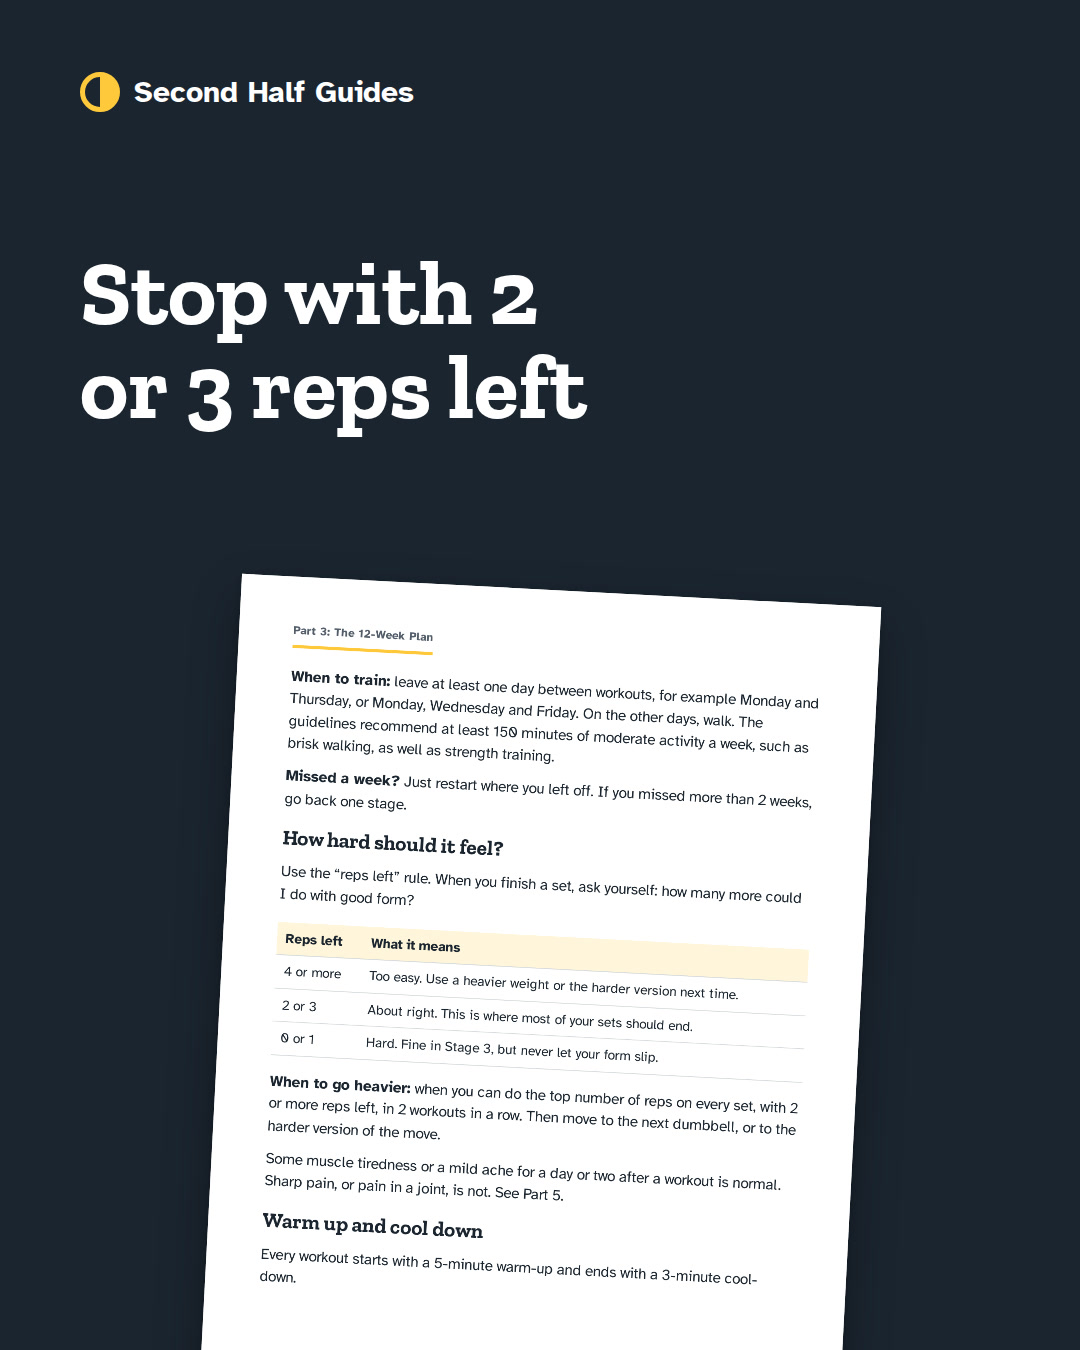 Second Half Guides
Stop with 2
or 3 reps left
Part 3: The 12-Week Plan
When to train: leave at least one day between workouts, for example Monday and
Thursday, or Monday, Wednesday and Friday. On the other days, walk. The
guidelines recommend at least 150 minutes of moderate activity a week, such as
brisk walking, as well as strength training.
Missed a week? Just restart where you left off. If you missed more than 2 weeks,
go back one stage.
How hard should it feel?
Use the “reps left” rule. When you finish a set, ask yourself: how many more could
I do with good form?
Reps left What it means
4 or more Too easy. Use a heavier weight or the harder version next time.
2 or 3 About right. This is where most of your sets should end.
0 or 1 Hard. Fine in Stage 3, but never let your form slip.
When to go heavier: when you can do the top number of reps on every set, with 2
or more reps left, in 2 workouts in a row. Then move to the next dumbbell, or to the
harder version of the move.
Some muscle tiredness or a mild ache for a day or two after a workout is normal.
Sharp pain, or pain in a joint, is not. See Part 5.
Warm up and cool down
Every workout starts with a 5-minute warm-up and ends with a 3-minute cool-
down.